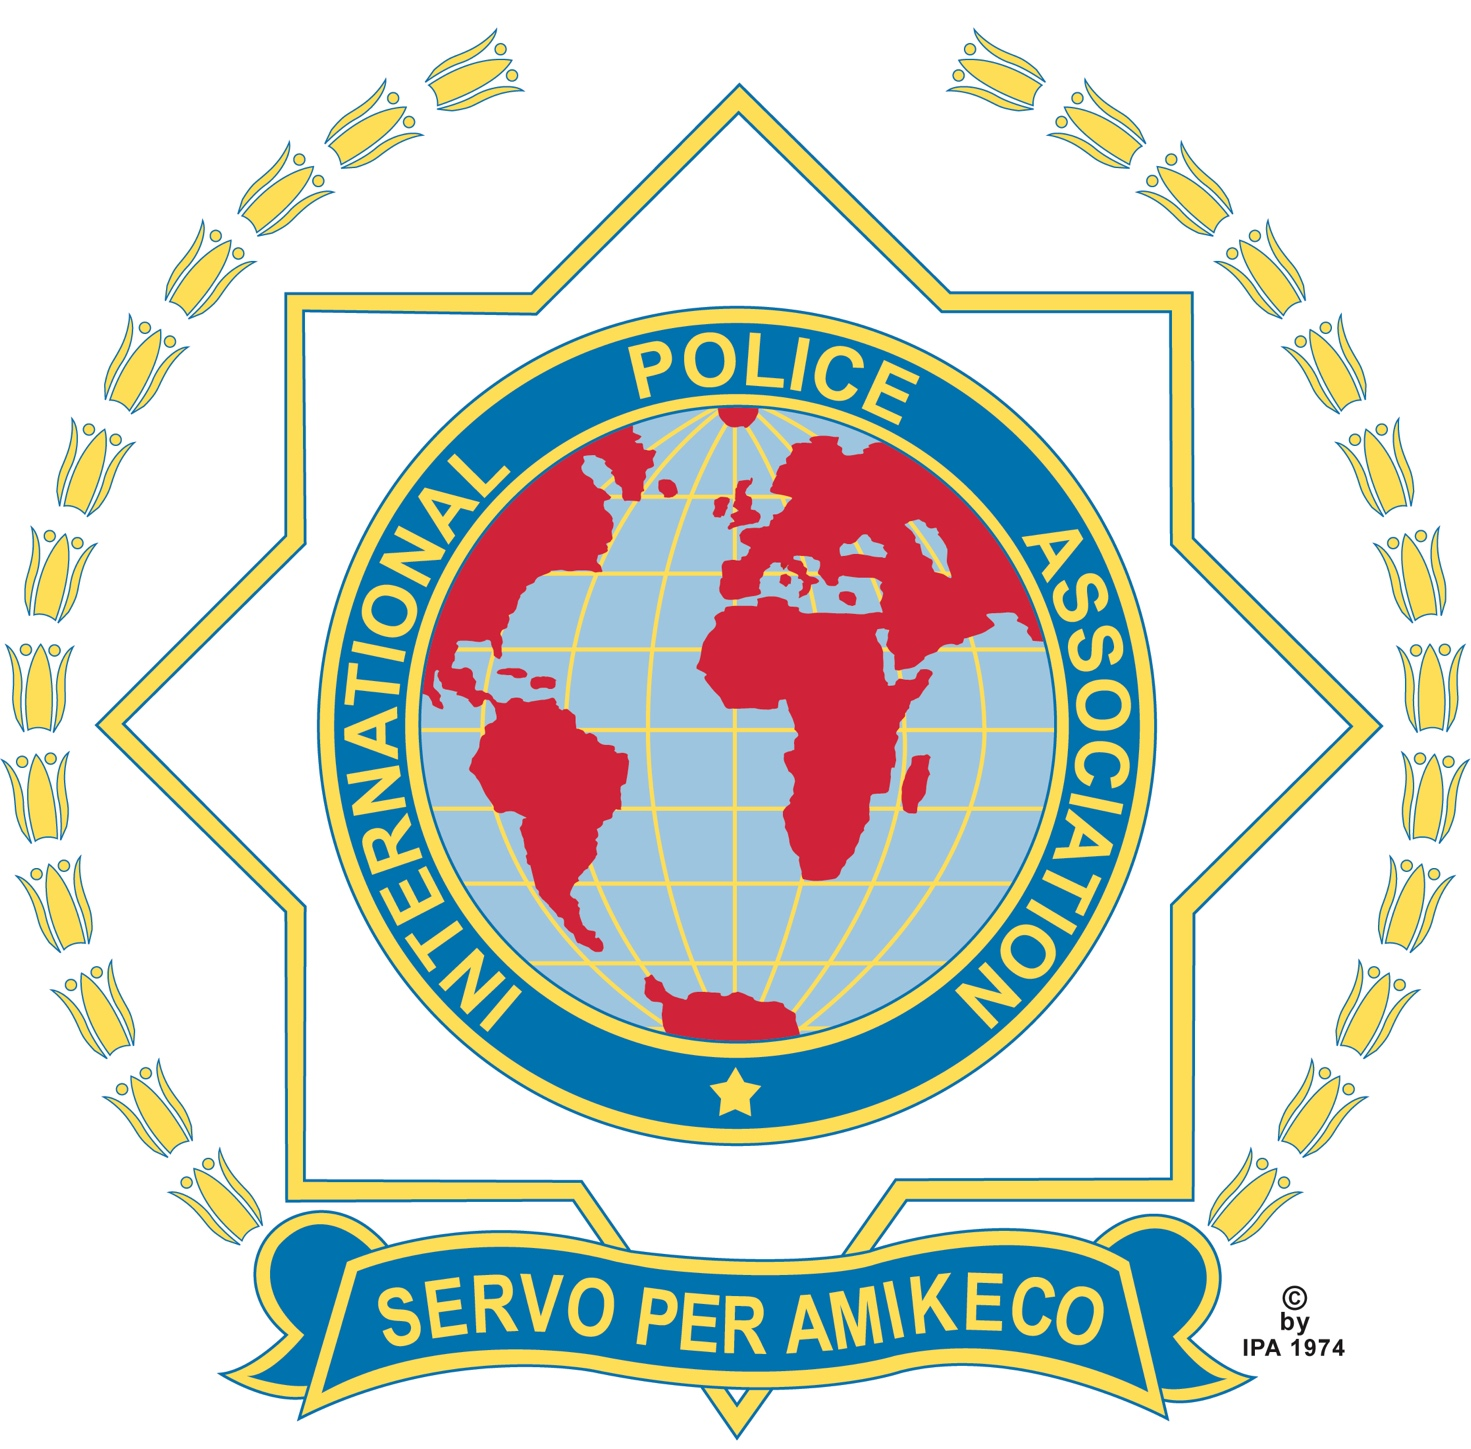 INTERNATIONAL POLICE ASSOCIATION
SERVO PER AMIKECO
©
by
IPA 1974